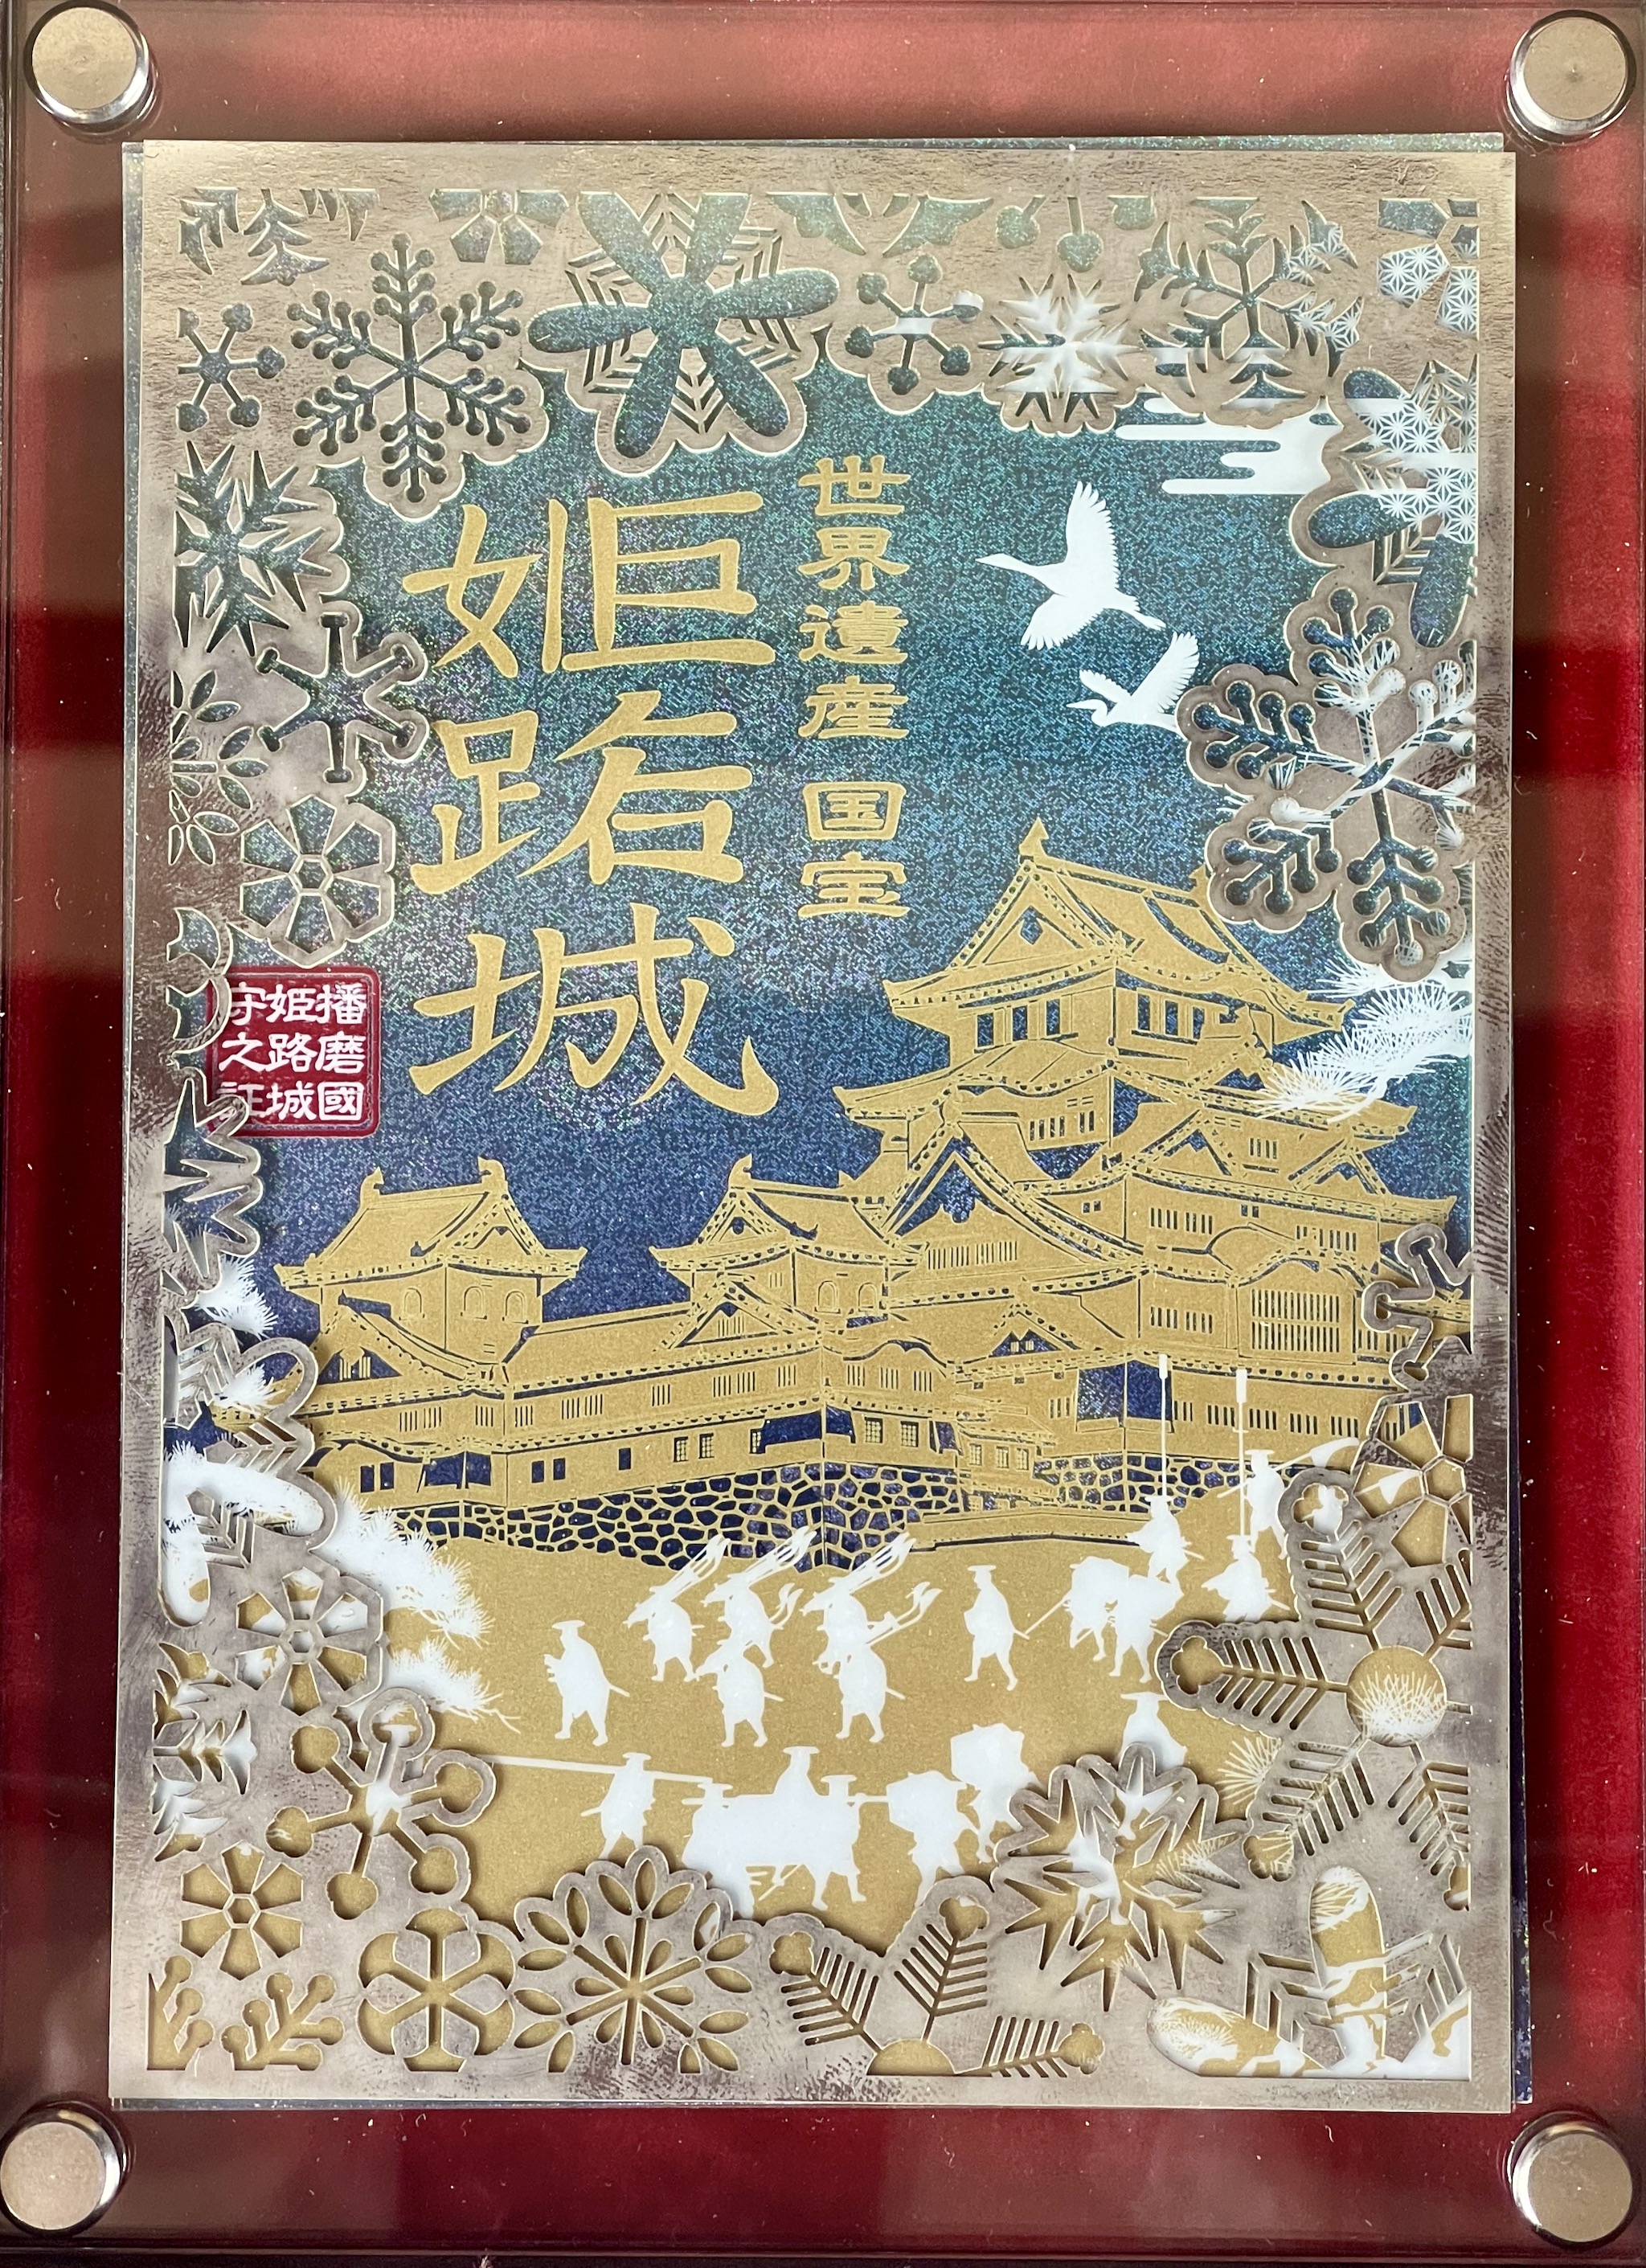 世界遺産 国宝
姫路城
播磨國
姫路城
守之証